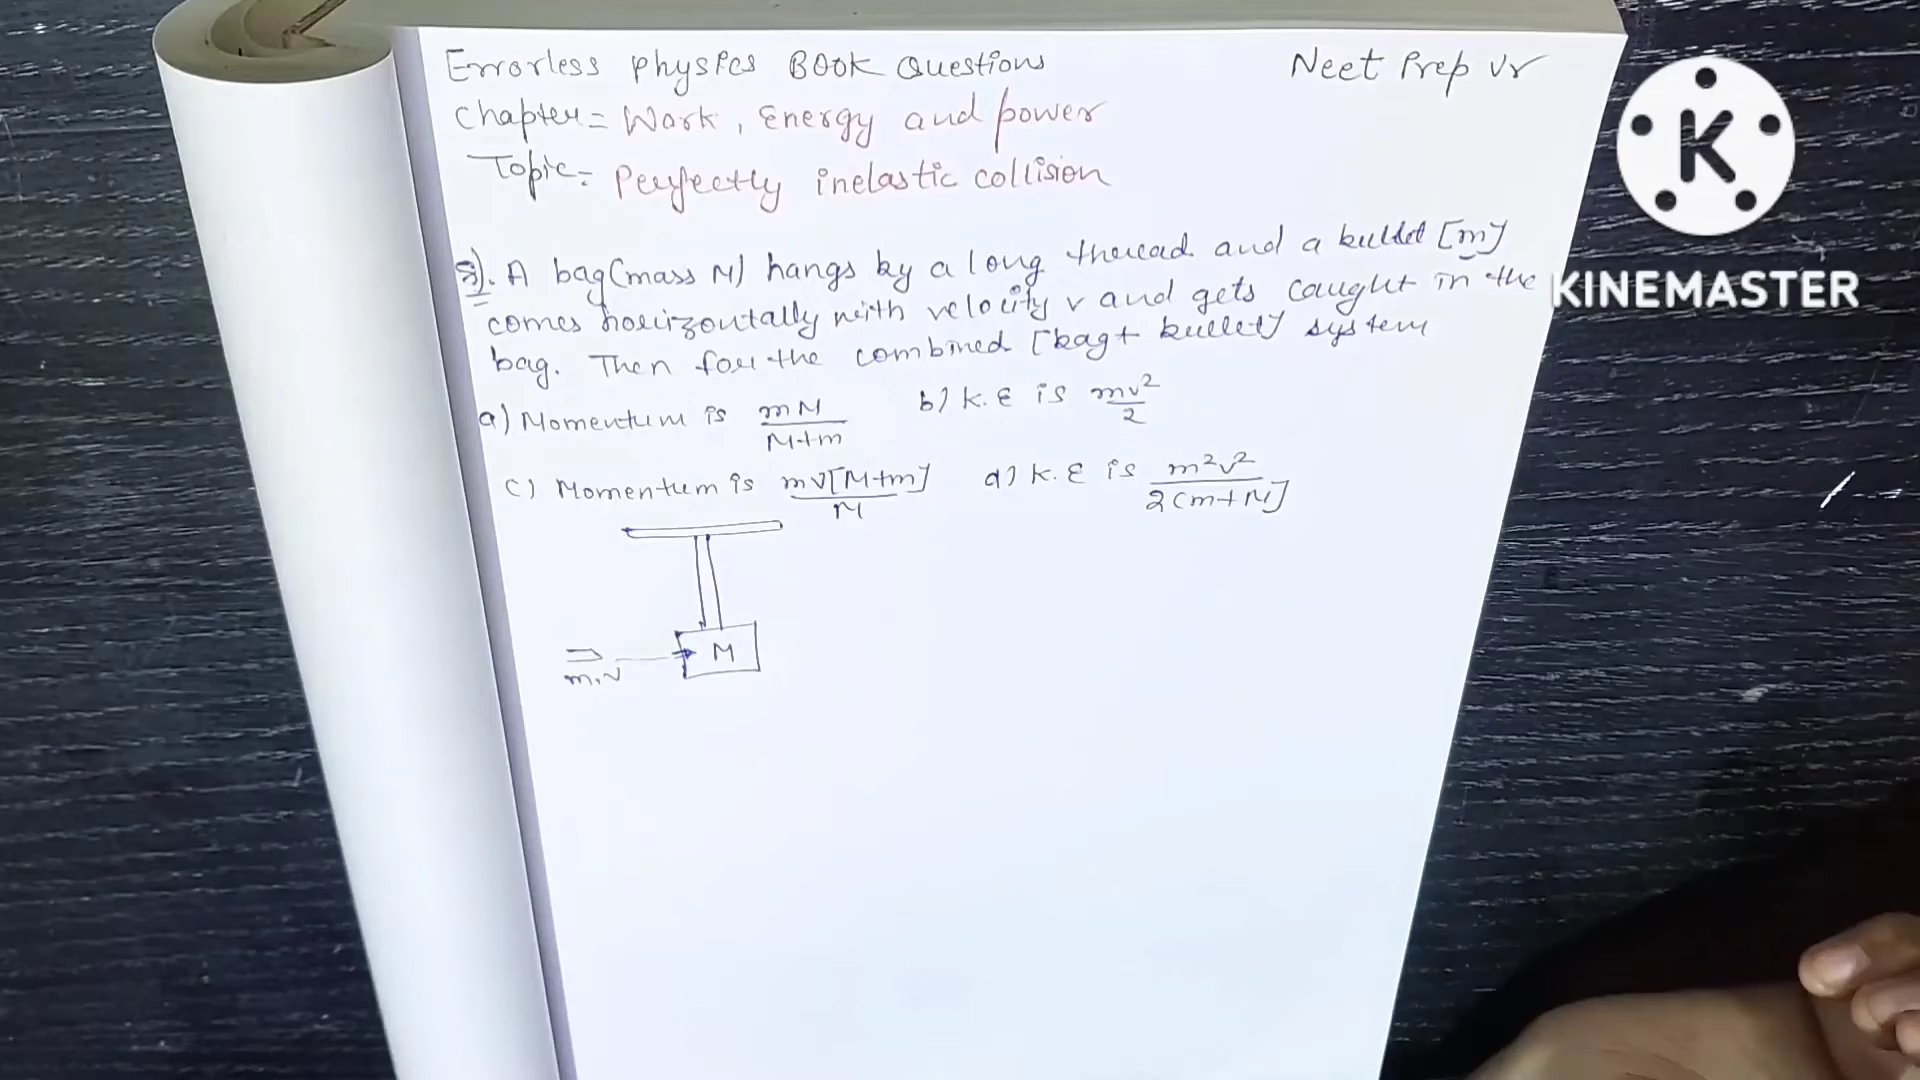 Errorless physics BOOK Questions
Neet Prep Vr
Chapter = Work, Energy and power
Topic = Perfectly inelastic collision
8). A bag (mass M) hangs by a long theread and a bullet [m]
comes horizontally with velocity v and gets caught in the
bag. Then for the combined [bag + bullet] system
a) Momentum is mM/M+m b) K.E is mv²/2
c) Momentum is mv[M+m]/M d) K.E is m²v²/2(m+M]
M
m,v
K
KINEMASTER